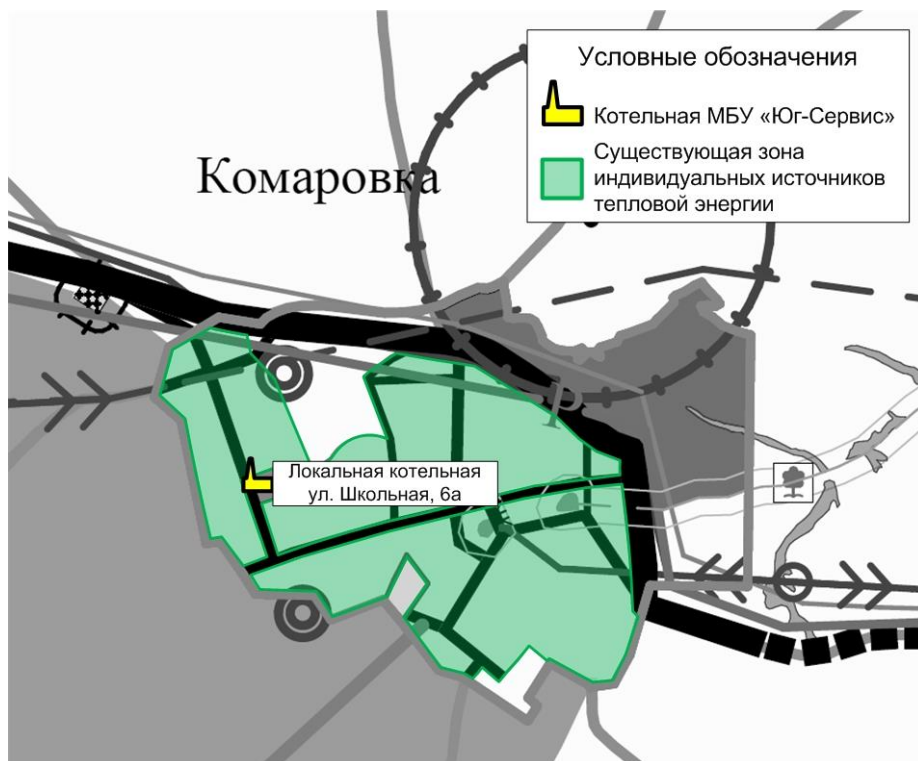 Условные обозначения
Котельная МБУ «Юг-Сервис»
Существующая зона
индивидуальных источников
тепловой энергии
Комаровка
Локальная котельная
ул. Школьная, 6а